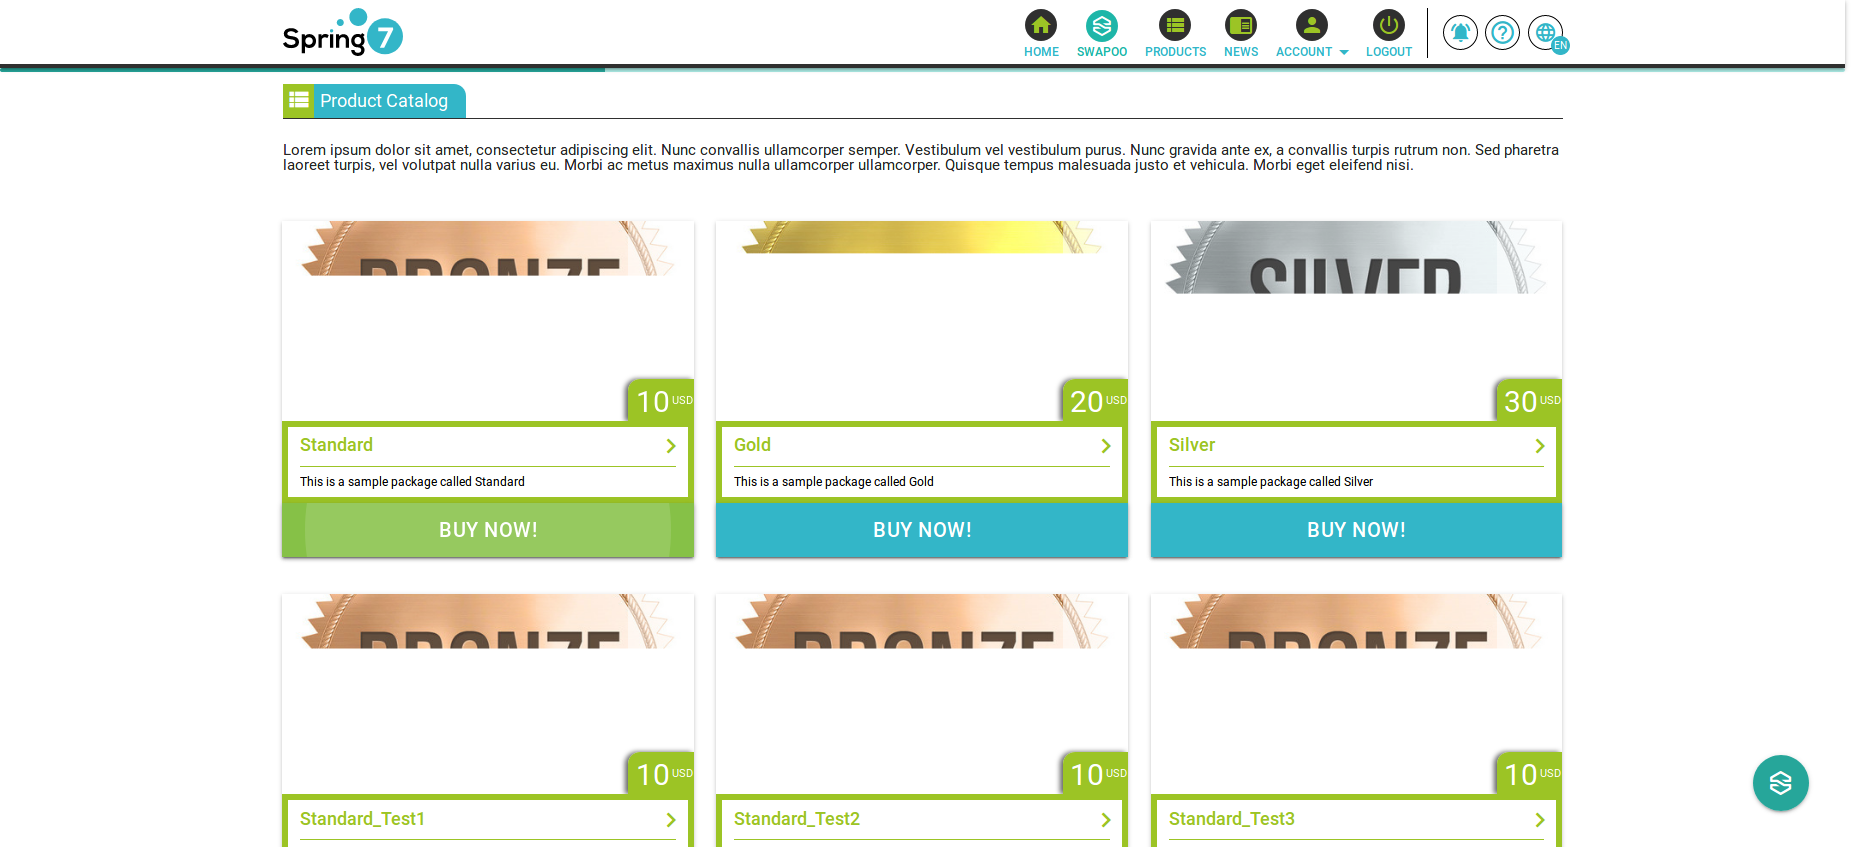 Spring 7
HOME
SWAPOO
PRODUCTS
NEWS
ACCOUNT
LOGOUT
EN
Product Catalog
Lorem ipsum dolor sit amet, consectetur adipiscing elit. Nunc convallis ullamcorper semper. Vestibulum vel vestibulum purus. Nunc gravida ante ex, a convallis turpis rutrum non. Sed pharetra
laoreet turpis, vel volutpat nulla varius eu. Morbi ac metus maximus nulla ullamcorper ullamcorper. Quisque tempus malesuada justo et vehicula. Morbi eget eleifend nisi.
BRONZE
SILVER
10 USD
20 USD
30 USD
Standard
Gold
Silver
This is a sample package called Standard
This is a sample package called Gold
This is a sample package called Silver
BUY NOW!
BUY NOW!
BUY NOW!
BRONZE
BRONZE
BRONZE
10 USD
10 USD
10 USD
Standard_Test1
Standard_Test2
Standard_Test3